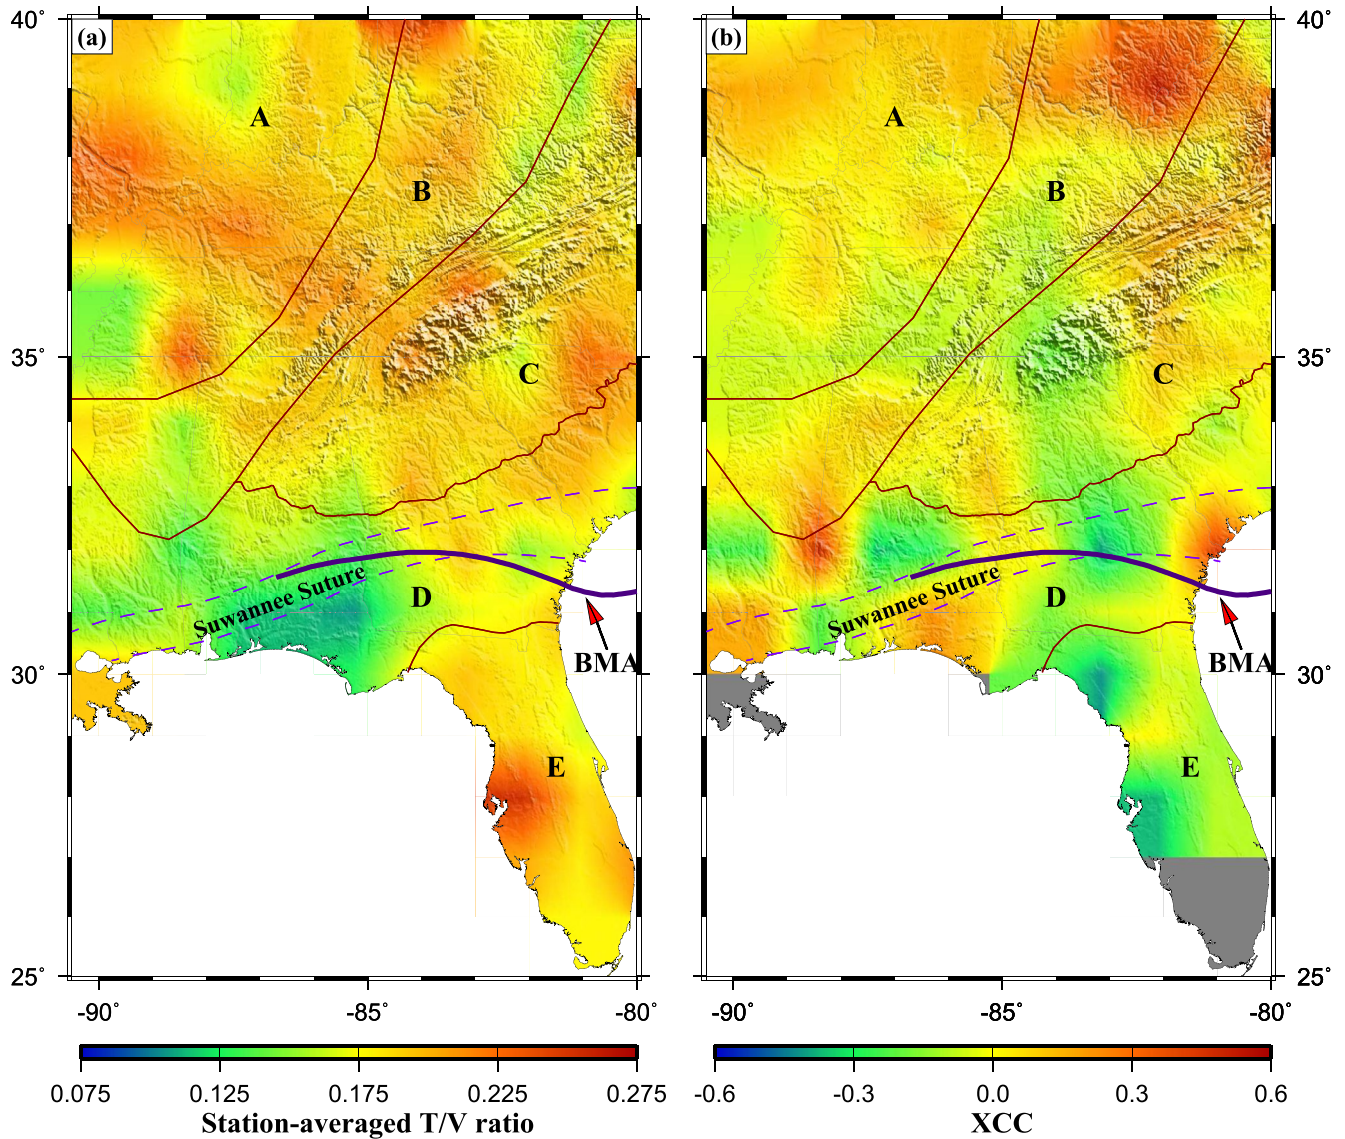 (a)
(b)
40˚
40˚
A
B
C
D
E
A
B
C
D
E
35˚
35˚
Suwannee Suture
Suwannee Suture
BMA
BMA
30˚
30˚
25˚
25˚
-90˚
-85˚
-80˚
-90˚
-85˚
-80˚
0.075
0.125
0.175
0.225
0.275
-0.6
-0.3
0.0
0.3
0.6
Station-averaged T/V ratio
XCC